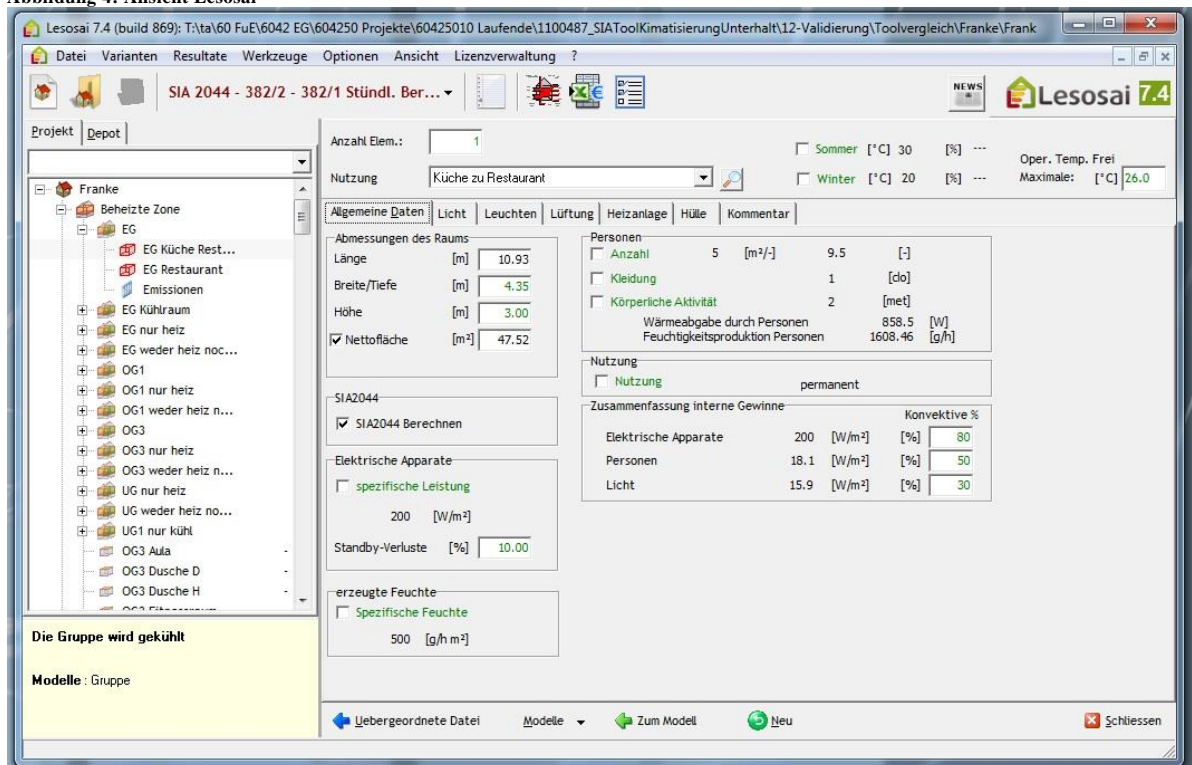 Abbildung 4: Ansicht Lesosai
Lesosai 7.4 (build 869): T:\ta\60 FuE\6042 EG\604250 Projekte\60425010 Laufende\1100487_SIAToolKimatisierungUnterhalt\12-Validierung\Toolvergleich\Franke\Frank
Datei Varianten Resultate Werkzeuge Optionen Ansicht Lizenzverwaltung ?
SIA 2044 - 382/2 - 382/1 Stündl. Ber...
NEWS
Lesosai 7.4
Projekt Depot
Franke
Beheizte Zone
EG
EG Küche Rest...
EG Restaurant
Emissionen
EG Kühlraum
EG nur heiz
EG weder heiz noc...
OG1
OG1 nur heiz
OG1 weder heiz n...
OG3
OG3 nur heiz
OG3 weder heiz n...
UG nur heiz
UG weder heiz no...
UG1 nur kühl
OG3 Aula -
OG3 Dusche D -
OG3 Dusche H -
Die Gruppe wird gekühlt
Modelle : Gruppe
Anzahl Elem.: 1
Nutzung Küche zu Restaurant
Sommer [°C] 30 [%] ---
Winter [°C] 20 [%] ---
Oper. Temp. Frei
Maximale: [°C] 26.0
Allgemeine Daten Licht Leuchten Lüftung Heizanlage Hülle Kommentar
Abmessungen des Raums
Länge [m] 10.93
Breite/Tiefe [m] 4.35
Höhe [m] 3.00
Nettofläche [m²] 47.52
SIA2044
SIA2044 Berechnen
Elektrische Apparate
spezifische Leistung
200 [W/m²]
Standby-Verluste [%] 10.00
erzeugte Feuchte
Spezifische Feuchte
500 [g/h m²]
Personen
Anzahl 5 [m²/-] 9.5 [-]
Kleidung 1 [clo]
Körperliche Aktivität 2 [met]
Wärmeabgabe durch Personen 858.5 [W]
Feuchtigkeitsproduktion Personen 1608.46 [g/h]
Nutzung
Nutzung permanent
Zusammenfassung interne Gewinne
Konvektive %
Elektrische Apparate 200 [W/m²] [%] 80
Personen 18.1 [W/m²] [%] 50
Licht 15.9 [W/m²] [%] 30
Uebergeordnete Datei Modelle Zum Modell Neu Schliessen